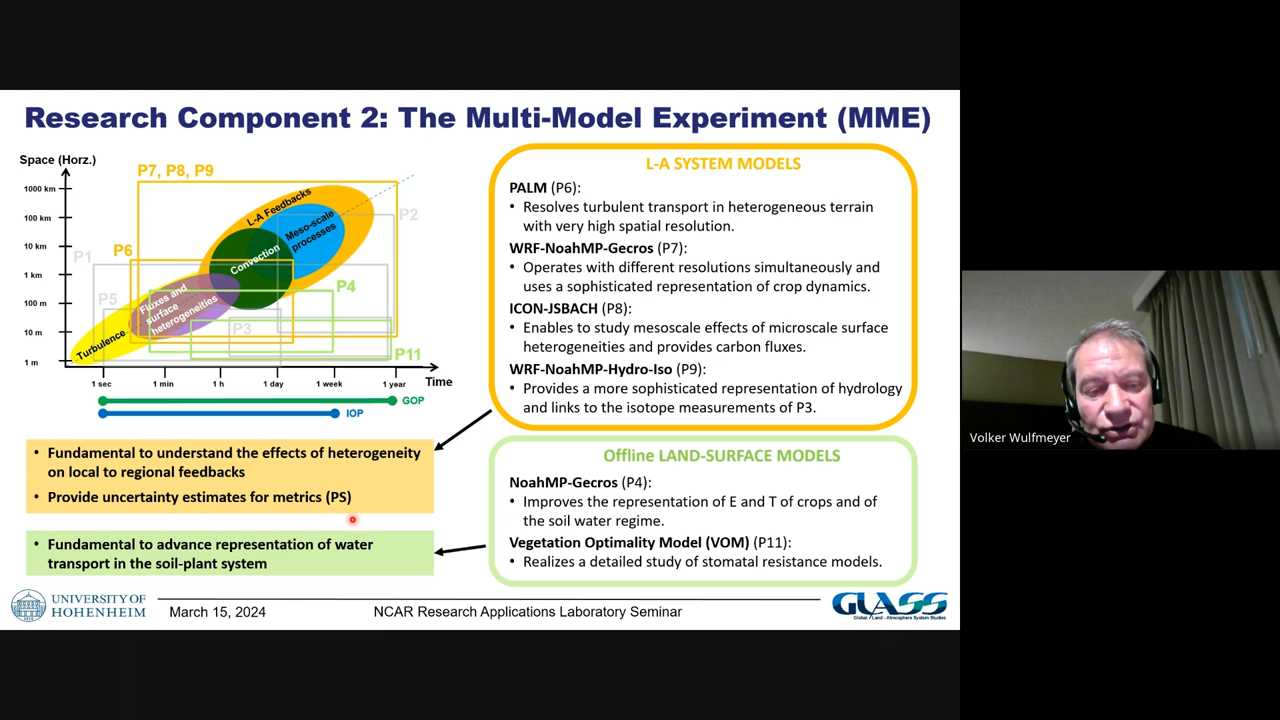 Research Component 2: The Multi-Model Experiment (MME)
Space (Horz.)
1000 km
100 km
10 km
1 km
100 m
10 m
1 m
P7, P8, P9
P2
P1
P6
P5
P4
P3
P11
L-A Feedbacks
Meso-scale
processes
Convection
Fluxes and
surface
heterogeneities
Turbulence
1 sec
1 min
1 h
1 day
1 week
1 year
Time
GOP
IOP
• Fundamental to understand the effects of heterogeneity
on local to regional feedbacks
• Provide uncertainty estimates for metrics (PS)
• Fundamental to advance representation of water
transport in the soil-plant system
L-A SYSTEM MODELS
PALM (P6):
• Resolves turbulent transport in heterogeneous terrain
with very high spatial resolution.
WRF-NoahMP-Gecros (P7):
• Operates with different resolutions simultaneously and
uses a sophisticated representation of crop dynamics.
ICON-JSBACH (P8):
• Enables to study mesoscale effects of microscale surface
heterogeneities and provides carbon fluxes.
WRF-NoahMP-Hydro-Iso (P9):
• Provides a more sophisticated representation of hydrology
and links to the isotope measurements of P3.
Offline LAND-SURFACE MODELS
NoahMP-Gecros (P4):
• Improves the representation of E and T of crops and of
the soil water regime.
Vegetation Optimality Model (VOM) (P11):
• Realizes a detailed study of stomatal resistance models.
UNIVERSITY OF
HOHENHEIM
March 15, 2024
NCAR Research Applications Laboratory Seminar
GLASS
Global Land - Atmosphere System Studies
Volker Wulfmeyer